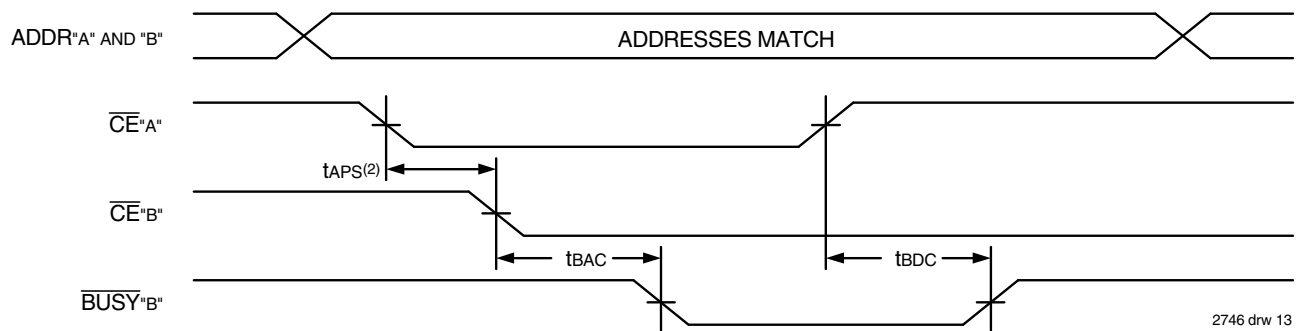 ADDR"A" AND "B"
ADDRESSES MATCH
CE"A"
tAPS(2)
CE"B"
tBAC
tBDC
BUSY"B"
2746 drw 13